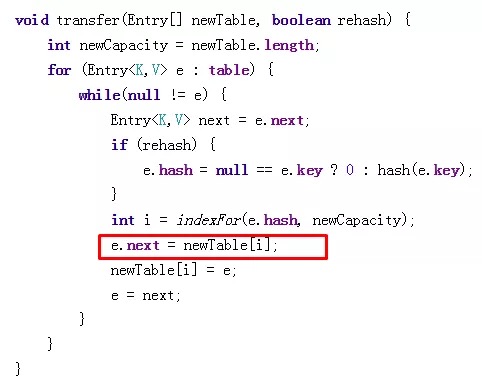 void transfer(Entry[] newTable, boolean rehash) {
    int newCapacity = newTable.length;
    for (Entry<K,V> e : table) {
        while(null != e) {
            Entry<K,V> next = e.next;
            if (rehash) {
                e.hash = null == e.key ? 0 : hash(e.key);
            }
            int i = indexFor(e.hash, newCapacity);
            e.next = newTable[i];
            newTable[i] = e;
            e = next;
        }
    }
}